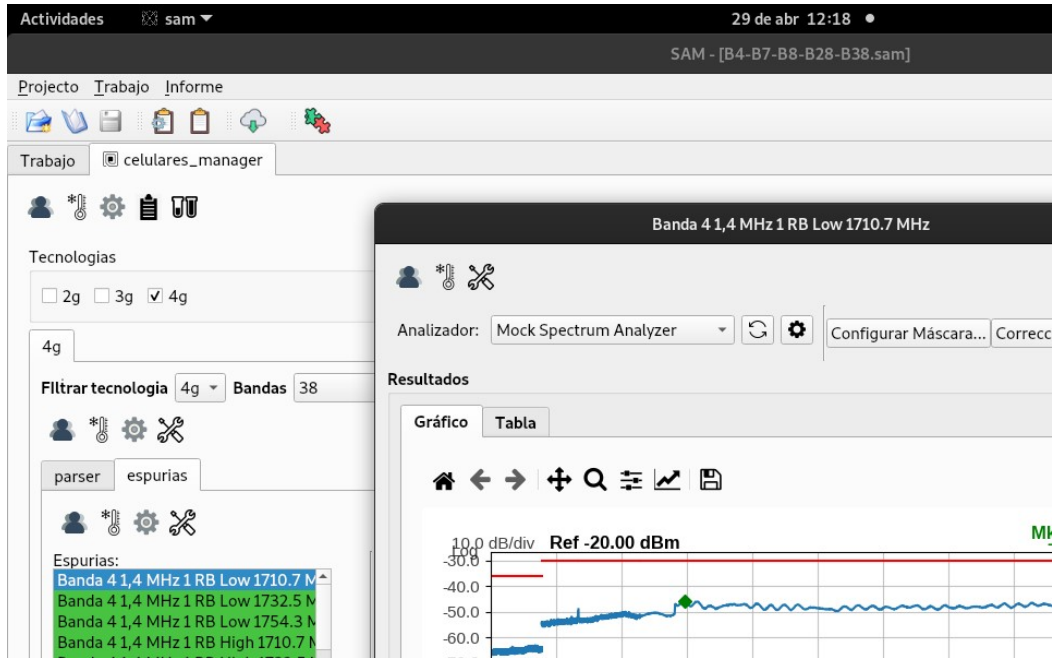 Actividades sam 29 de abr 12:18
SAM - [B4-B7-B8-B28-B38.sam]
Projecto Trabajo Informe
Trabajo celulares_manager
Banda 4 1,4 MHz 1 RB Low 1710.7 MHz
Tecnologias
2g 3g 4g
Analizador: Mock Spectrum Analyzer Configurar Máscara... Correcc
4g
Resultados
FIltrar tecnologia 4g Bandas 38
Gráfico Tabla
parser espurias
Espurias:
Banda 4 1,4 MHz 1 RB Low 1710.7 M
Banda 4 1,4 MHz 1 RB Low 1732.5 M
Banda 4 1,4 MHz 1 RB Low 1754.3 M
Banda 4 1,4 MHz 1 RB High 1710.7 M
10.0 dB/div Ref -20.00 dBm
Log
-30.0
-40.0
-50.0
-60.0